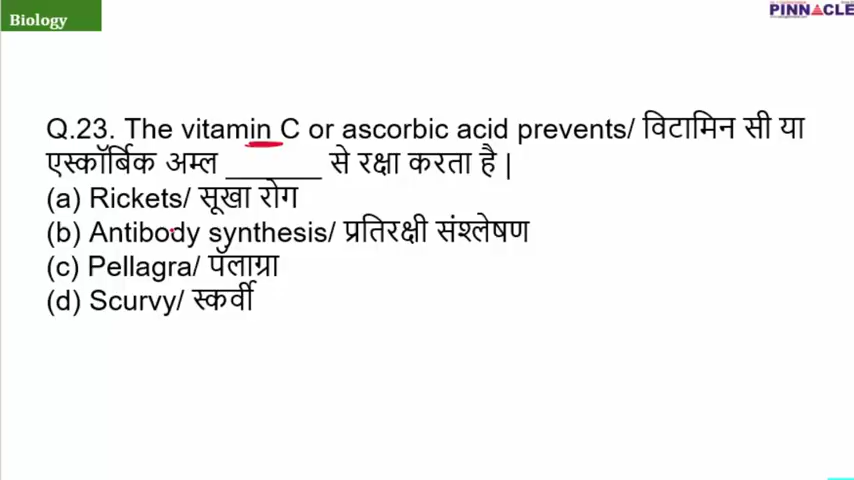 Biology
PINNACLE
Q.23. The vitamin C or ascorbic acid prevents/ विटामिन सी या
एस्कॉर्बिक अम्ल ______ से रक्षा करता है |
(a) Rickets/ सूखा रोग
(b) Antibody synthesis/ प्रतिरक्षी संश्लेषण
(c) Pellagra/ पॅलाग्रा
(d) Scurvy/ स्कर्वी